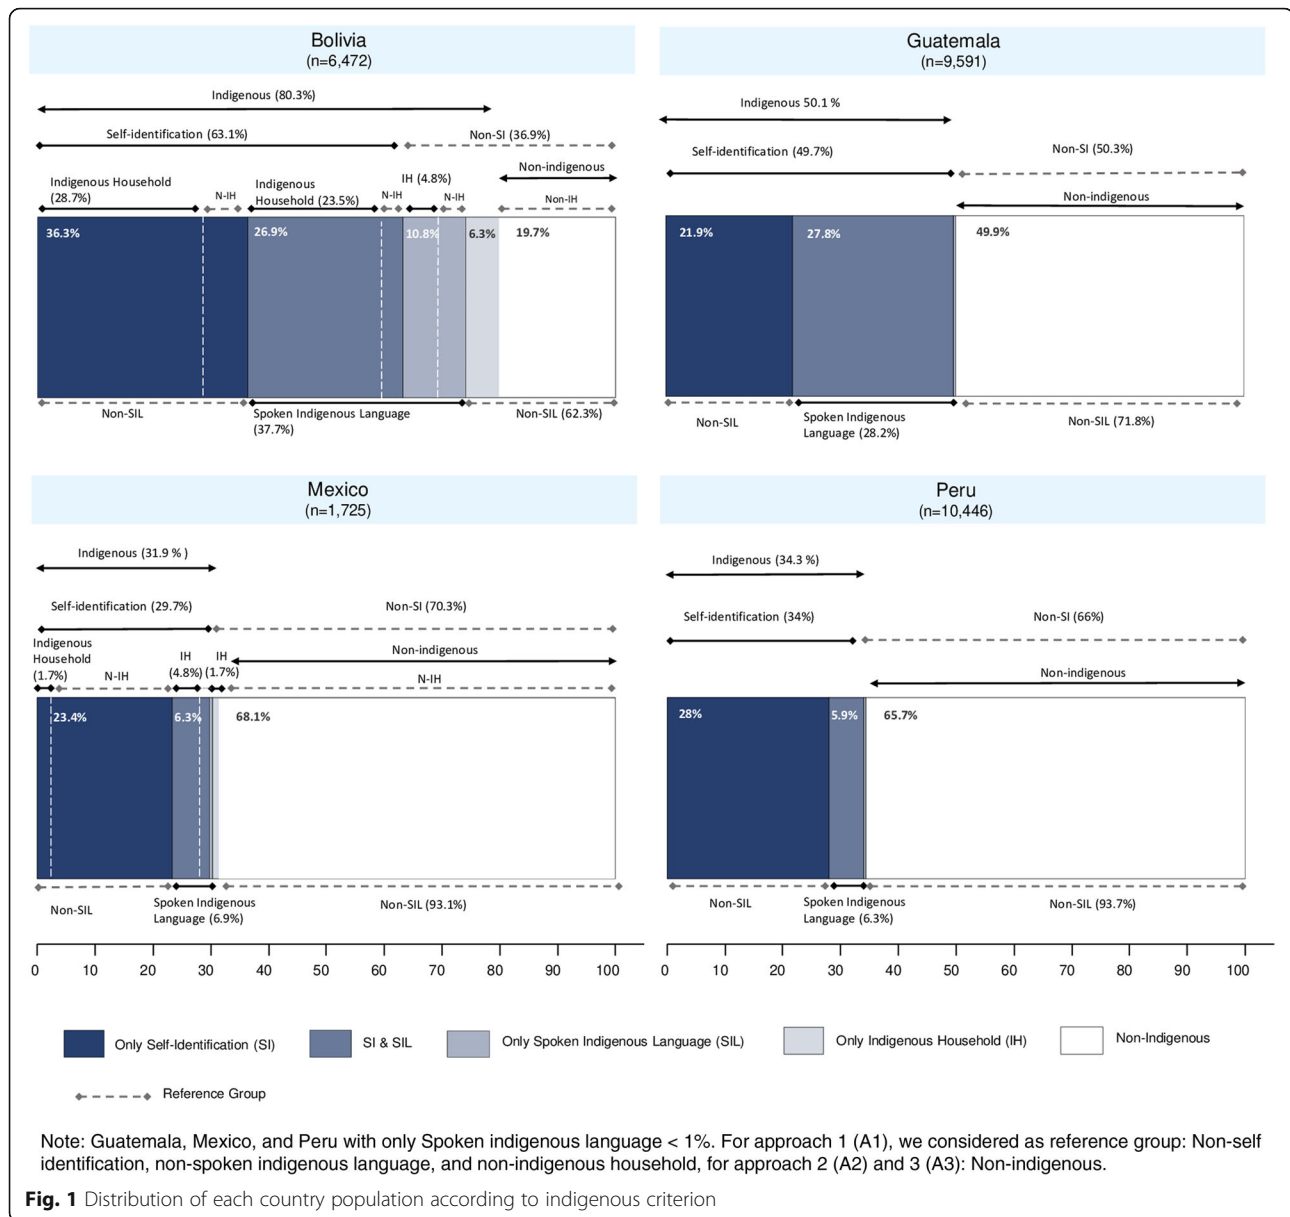 Bolivia
(n=6,472)
Indigenous (80.3%)
Self-identification (63.1%)
Non-SI (36.9%)
Non-indigenous
Indigenous Household
(28.7%)
N-IH
Indigenous
Household (23.5%)
N-IH
IH (4.8%)
N-IH
Non-IH
36.3%
26.9%
10.8%
6.3%
19.7%
Non-SIL
Spoken Indigenous Language
(37.7%)
Non-SIL (62.3%)
Guatemala
(n=9,591)
Indigenous 50.1 %
Self-identification (49.7%)
Non-SI (50.3%)
Non-indigenous
21.9%
27.8%
49.9%
Non-SIL
Spoken Indigenous
Language (28.2%)
Non-SIL (71.8%)
Mexico
(n=1,725)
Indigenous (31.9 % )
Self-identification (29.7%)
Non-SI (70.3%)
Indigenous
Household
(1.7%)
N-IH
IH
(4.8%)
IH
(1.7%)
Non-indigenous
N-IH
23.4%
6.3%
68.1%
Non-SIL
Spoken Indigenous
Language (6.9%)
Non-SIL (93.1%)
0 10 20 30 40 50 60 70 80 90 100
Peru
(n=10,446)
Indigenous (34.3 %)
Self-identification (34%)
Non-SI (66%)
Non-indigenous
28%
5.9%
65.7%
Non-SIL
Spoken Indigenous
Language (6.3%)
Non-SIL (93.7%)
0 10 20 30 40 50 60 70 80 90 100
Only Self-Identification (SI)
SI & SIL
Only Spoken Indigenous Language (SIL)
Only Indigenous Household (IH)
Non-Indigenous
Reference Group
Note: Guatemala, Mexico, and Peru with only Spoken indigenous language < 1%. For approach 1 (A1), we considered as reference group: Non-self
identification, non-spoken indigenous language, and non-indigenous household, for approach 2 (A2) and 3 (A3): Non-indigenous.
Fig. 1 Distribution of each country population according to indigenous criterion